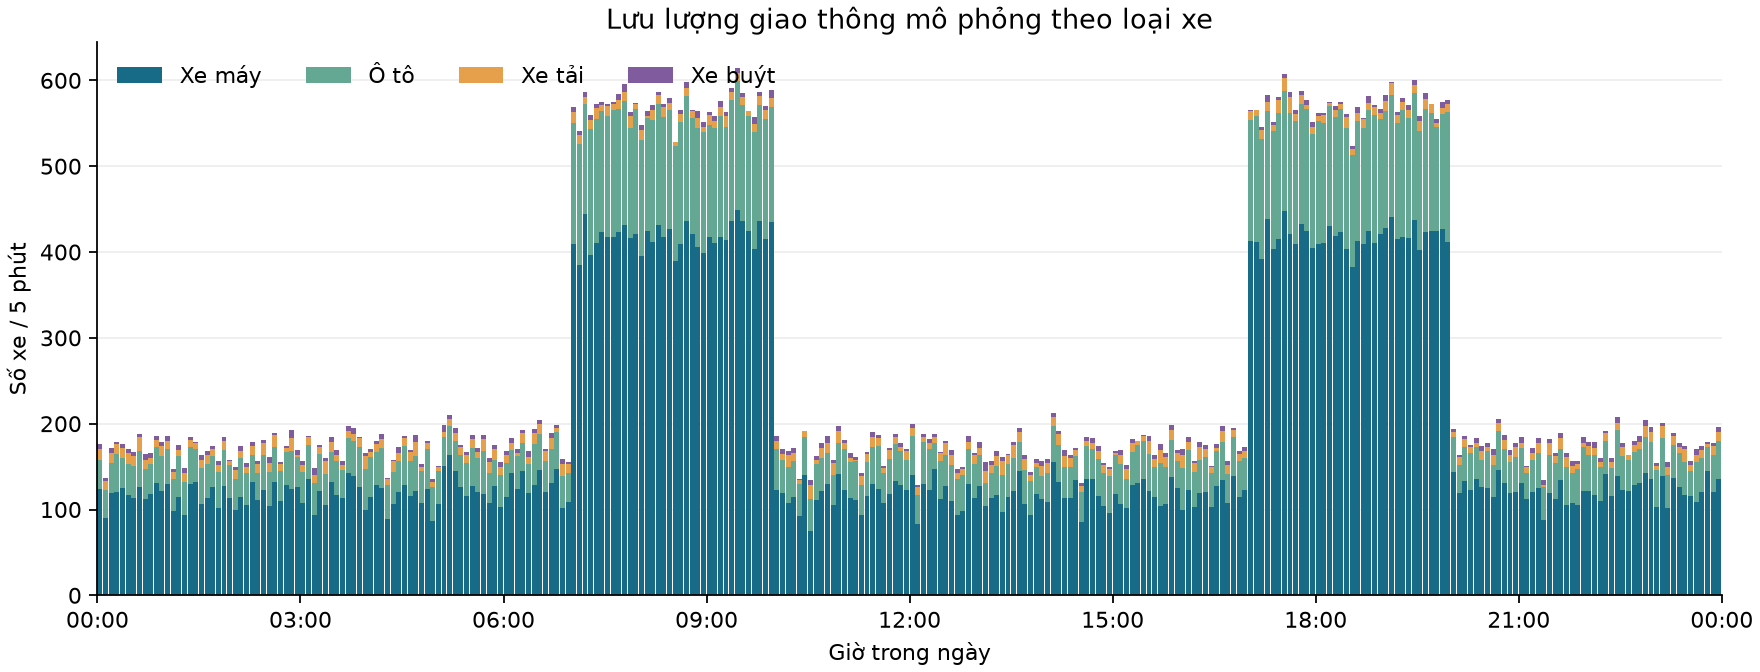 Lưu lượng giao thông mô phỏng theo loại xe
Xe máy Ô tô Xe tải Xe buýt
600
500
400
300
200
100
0
Số xe / 5 phút
00:00 03:00 06:00 09:00 12:00 15:00 18:00 21:00 00:00
Giờ trong ngày